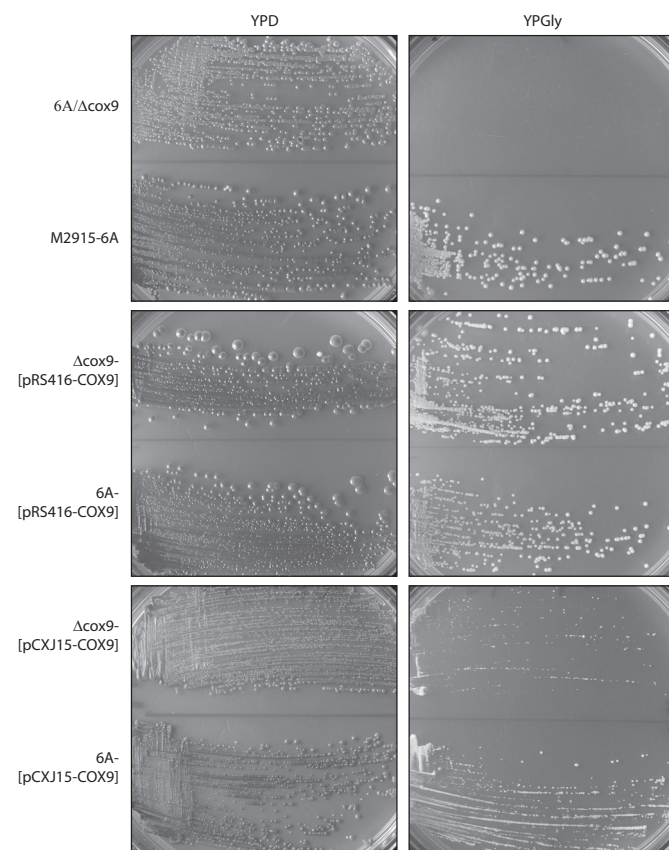 YPD
YPGly
6A/Δcox9
M2915-6A
Δcox9-
[pRS416-COX9]
6A-
[pRS416-COX9]
Δcox9-
[pCXJ15-COX9]
6A-
[pCXJ15-COX9]